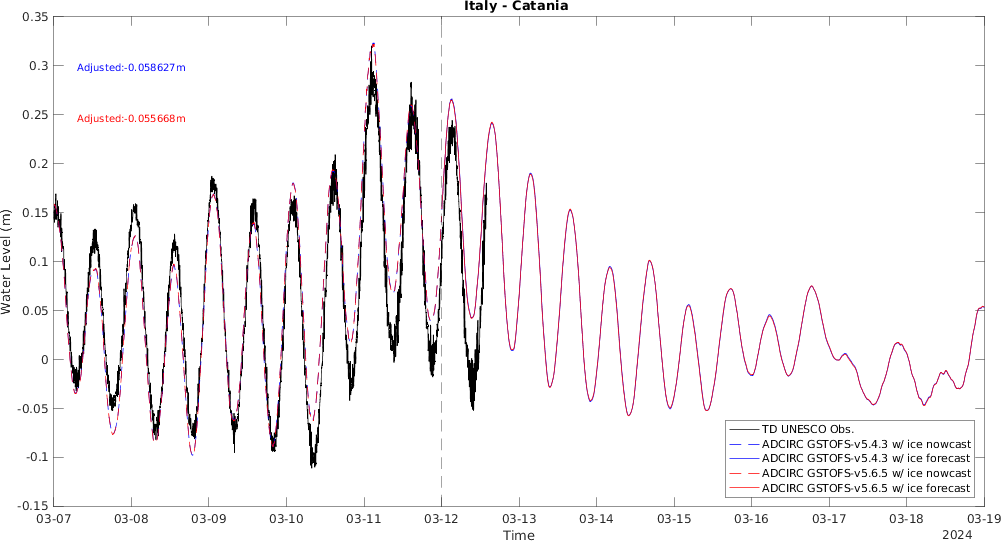 Italy - Catania
0.35
0.3
0.25
0.2
0.15
0.1
0.05
0
-0.05
-0.1
-0.15
Water Level (m)
Adjusted:-0.058627m
Adjusted:-0.055668m
TD UNESCO Obs.
ADCIRC GSTOFS-v5.4.3 w/ ice nowcast
ADCIRC GSTOFS-v5.4.3 w/ ice forecast
ADCIRC GSTOFS-v5.6.5 w/ ice nowcast
ADCIRC GSTOFS-v5.6.5 w/ ice forecast
03-07 03-08 03-09 03-10 03-11 03-12 03-13 03-14 03-15 03-16 03-17 03-18 03-19
Time
2024